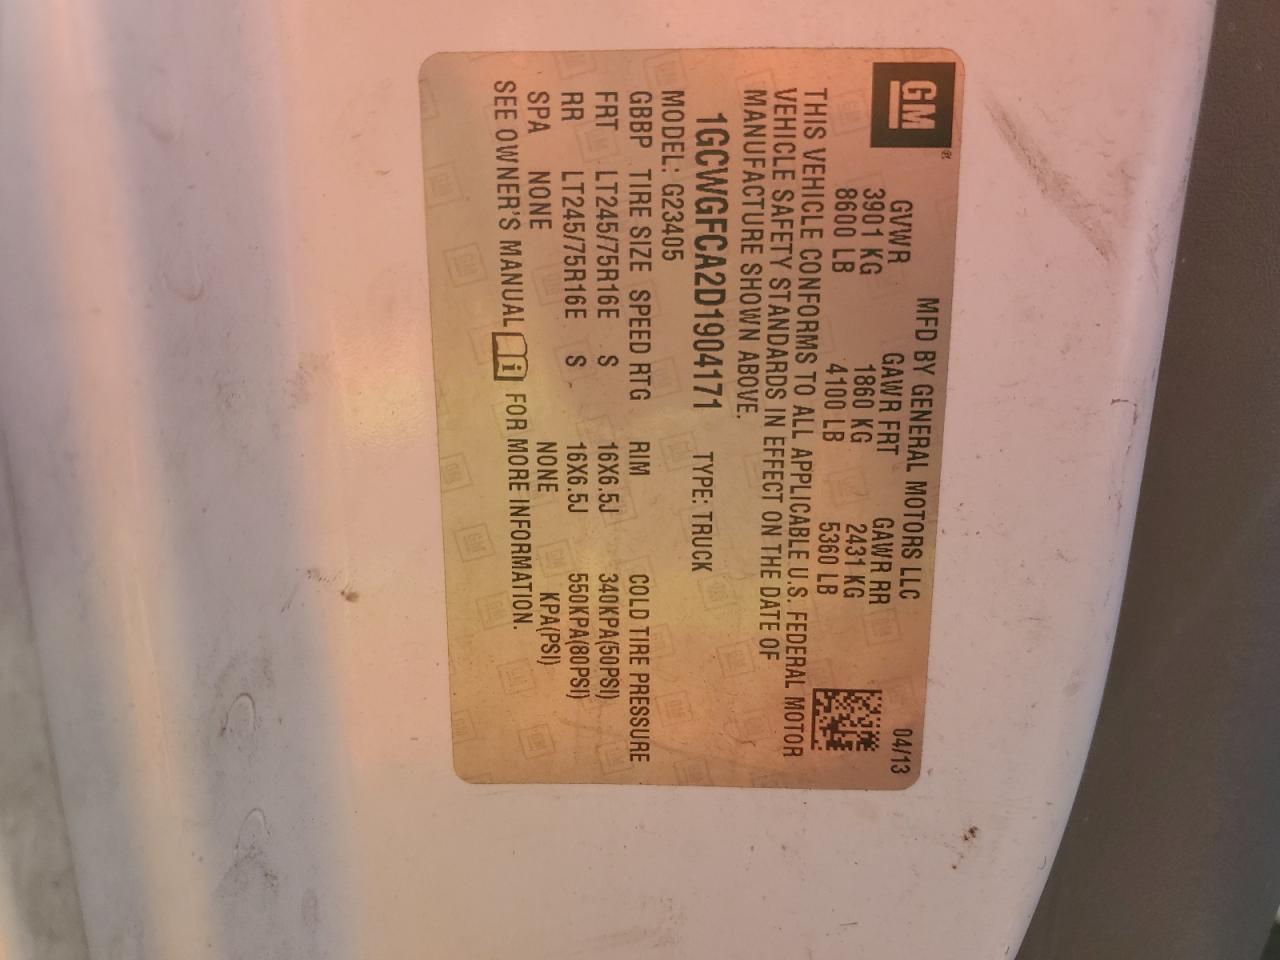 GM®
MFD BY GENERAL MOTORS LLC 04/13
GVWR GAWR FRT GAWR RR
3901 KG 1860 KG 2431 KG
8600 LB 4100 LB 5360 LB
THIS VEHICLE CONFORMS TO ALL APPLICABLE U.S. FEDERAL MOTOR
VEHICLE SAFETY STANDARDS IN EFFECT ON THE DATE OF
MANUFACTURE SHOWN ABOVE.
1GCWGFCA2D1904171 TYPE: TRUCK
MODEL: G23405
GBBP TIRE SIZE SPEED RTG RIM COLD TIRE PRESSURE
FRT LT245/75R16E S 16X6.5J 340KPA(50PSI)
RR LT245/75R16E S 16X6.5J 550KPA(80PSI)
SPA NONE NONE KPA(PSI)
SEE OWNER'S MANUAL i FOR MORE INFORMATION.